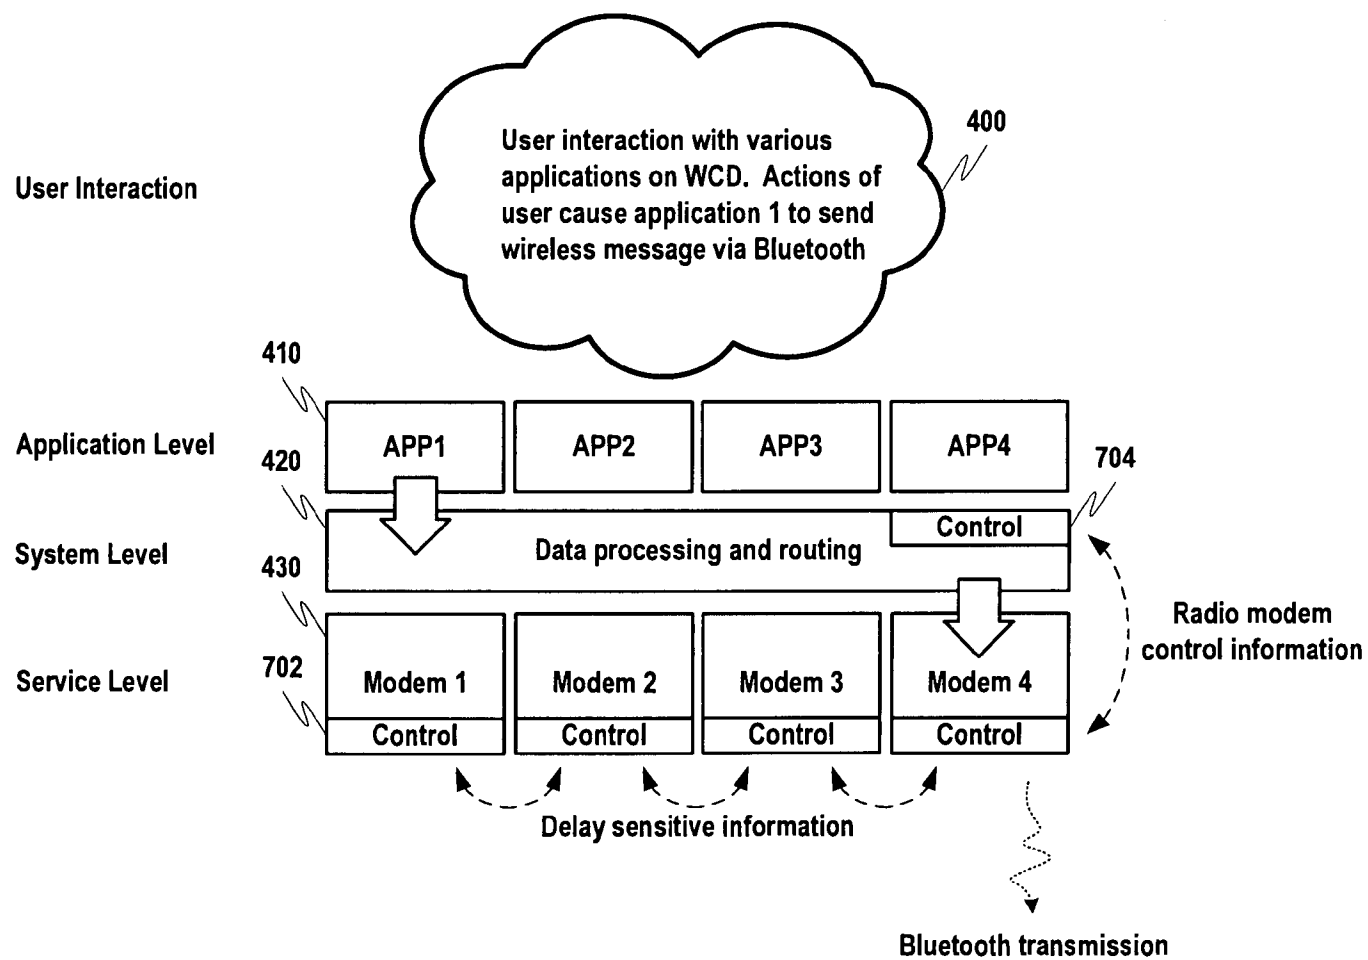 User interaction with various
applications on WCD. Actions of
user cause application 1 to send
wireless message via Bluetooth
400
User Interaction
410
Application Level
APP1
APP2
APP3
APP4
420
704
System Level
Control
Data processing and routing
430
Radio modem
control information
Service Level
702
Modem 1
Modem 2
Modem 3
Modem 4
Control
Control
Control
Control
Delay sensitive information
Bluetooth transmission